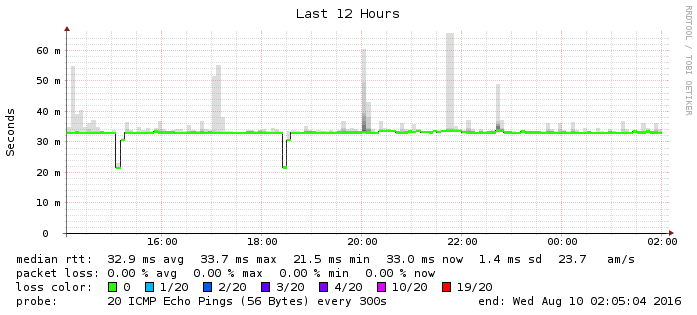 Last 12 Hours
RRDTOOL / TOBI OETIKER
Seconds
60 m
50 m
40 m
30 m
20 m
10 m
0
16:00 18:00 20:00 22:00 00:00 02:00
median rtt: 32.9 ms avg 33.7 ms max 21.5 ms min 33.0 ms now 1.4 ms sd 23.7 am/s
packet loss: 0.00 % avg 0.00 % max 0.00 % min 0.00 % now
loss color: 0 1/20 2/20 3/20 4/20 10/20 19/20
probe: 20 ICMP Echo Pings (56 Bytes) every 300s end: Wed Aug 10 02:05:04 2016